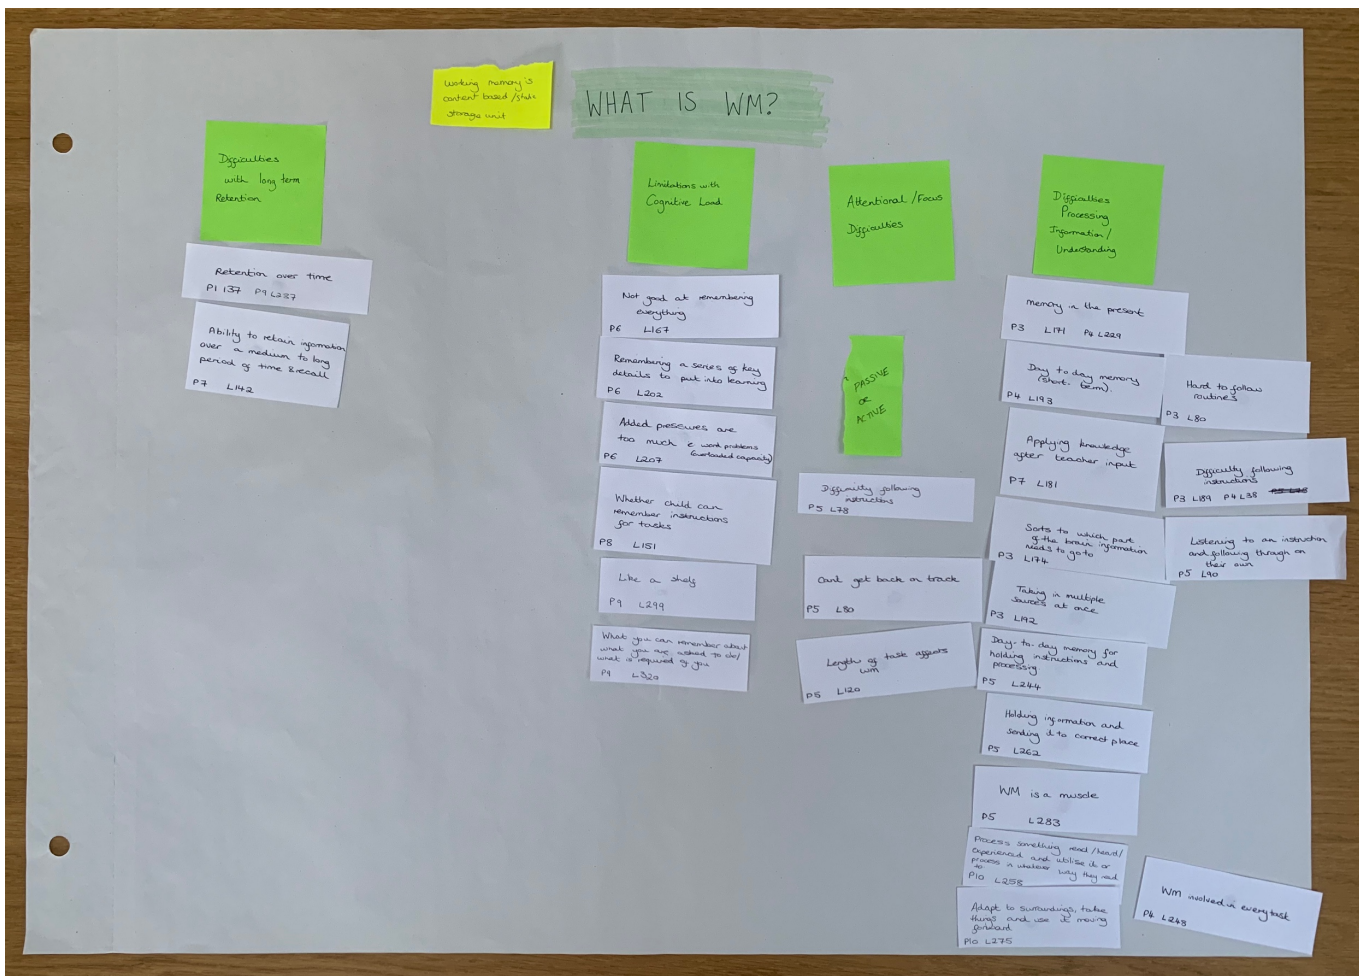 WHAT IS WM?
Working memory is
content based / static
storage unit
Difficulties
with long term
Retention
Retention over time
P1 137 P9 L237
Ability to retain information
over a medium to long
period of time & recall
P7 L142
Limitations with
Cognitive Load
Not good at remembering
everything
P6 L167
Remembering a series of key
details to put into learning
P6 L202
Added pressures are
too much e word problems
(overloaded capacity)
P6 L207
Whether child can
remember instructions
for tasks
P8 L151
Like a shelf
P9 L299
What you can remember about
what you are asked to do/
what is required of you
P9 L320
Attentional / Focus
Difficulties
PASSIVE
OR
ACTIVE
Difficulty following
instructions
P5 L78
Can't get back on track
P5 L80
Length of task affects
wm
P5 L120
Difficulties
Processing
Information/
Understanding
memory in the present
P3 L171 P4 L229
Day to day memory
(short-term).
P4 L193
Applying knowledge
after teacher input
P7 L181
Sorts to which part
of the brain information
needs to go to
P3 L174
Taking in multiple
sources at once
P3 L192
Day-to-day memory for
holding instructions and
processing
P5 L244
Holding information and
sending it to correct place
P5 L262
WM is a muscle
P5 L283
Process something read/heard/
experienced and utilise it or
process in whatever way they need
to
P10 L258
Adapt to surroundings, take
things and use it moving
forward
P10 L275
Hard to follow
routines
P3 L80
Difficulty following
instructions
P3 L189 P4 L38
Listening to an instruction
and following through on
their own
P5 L90
WM involved in every task
P4 L248